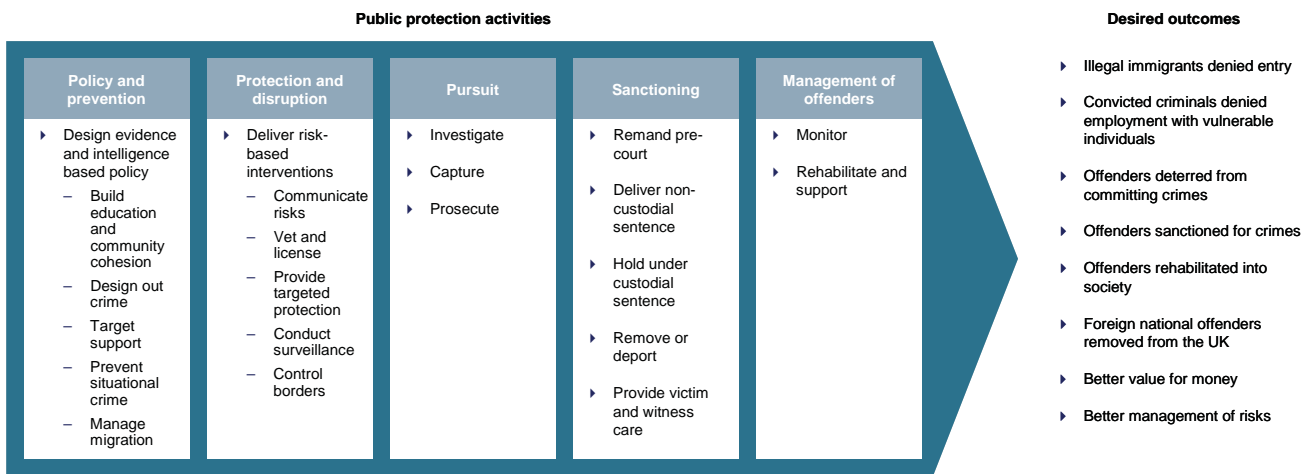 Public protection activities
Desired outcomes
Policy and
prevention
Design evidence
and intelligence
based policy
– Build
education
and
community
cohesion
– Design out
crime
– Target
support
– Prevent
situational
crime
– Manage
migration
Protection and
disruption
Deliver risk-
based
interventions
– Communicate
risks
– Vet and
license
– Provide
targeted
protection
– Conduct
surveillance
– Control
borders
Pursuit
Investigate
Capture
Prosecute
Sanctioning
Remand pre-
court
Deliver non-
custodial
sentence
Hold under
custodial
sentence
Remove or
deport
Provide victim
and witness
care
Management of
offenders
Monitor
Rehabilitate and
support
Illegal immigrants denied entry
Convicted criminals denied
employment with vulnerable
individuals
Offenders deterred from
committing crimes
Offenders sanctioned for crimes
Offenders rehabilitated into
society
Foreign national offenders
removed from the UK
Better value for money
Better management of risks